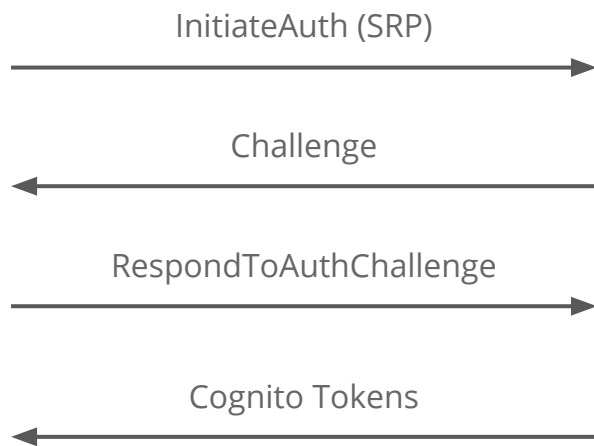 InitiateAuth (SRP)
Challenge
RespondToAuthChallenge
Cognito Tokens